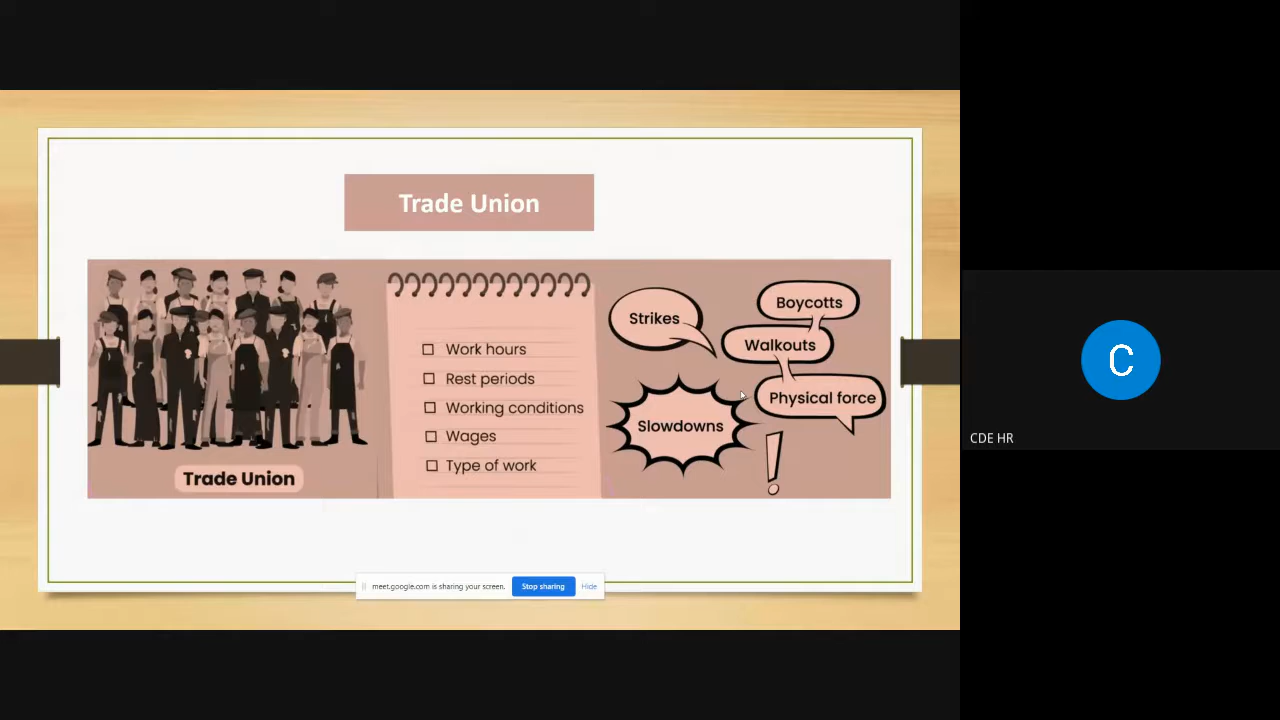 Trade Union
Trade Union
Work hours
Rest periods
Working conditions
Wages
Type of work
Strikes
Boycotts
Walkouts
Physical force
Slowdowns
!
meet.google.com is sharing your screen. Stop sharing Hide
C
CDE HR